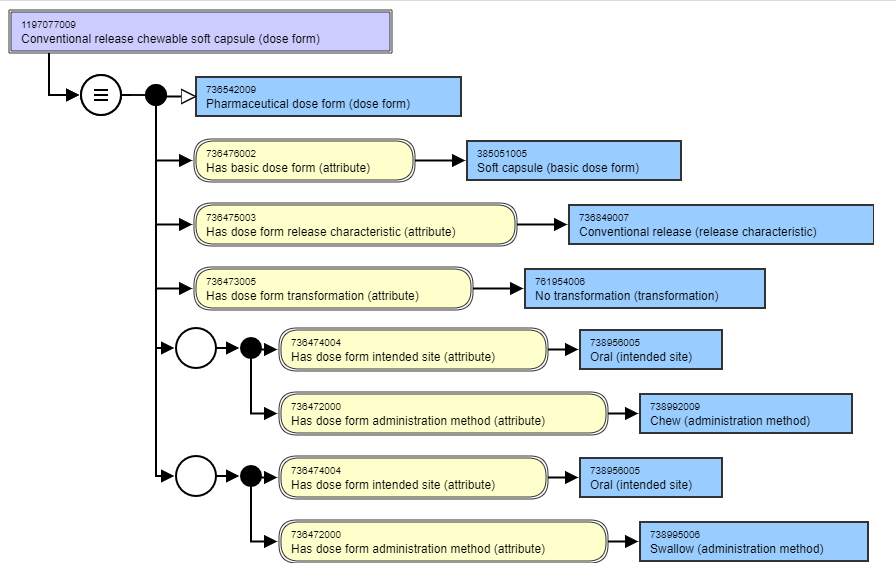 1197077009
Conventional release chewable soft capsule (dose form)
736542009
Pharmaceutical dose form (dose form)
736476002
Has basic dose form (attribute)
385051005
Soft capsule (basic dose form)
736475003
Has dose form release characteristic (attribute)
736849007
Conventional release (release characteristic)
736473005
Has dose form transformation (attribute)
761954006
No transformation (transformation)
736474004
Has dose form intended site (attribute)
738956005
Oral (intended site)
736472000
Has dose form administration method (attribute)
738992009
Chew (administration method)
736474004
Has dose form intended site (attribute)
738956005
Oral (intended site)
736472000
Has dose form administration method (attribute)
738995006
Swallow (administration method)